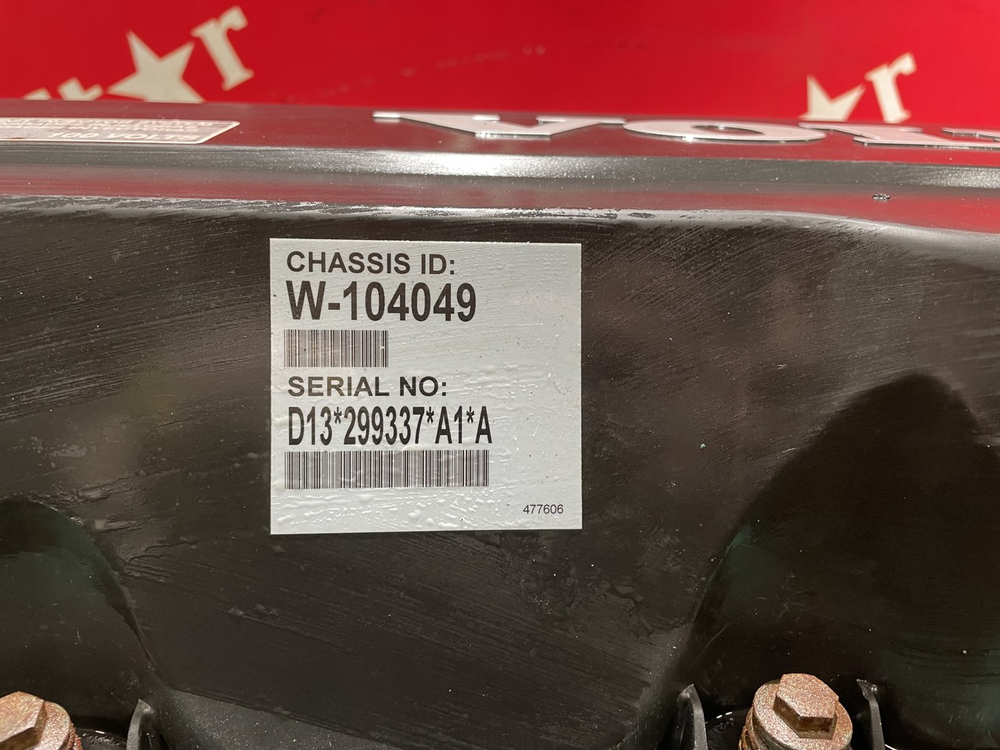 CHASSIS ID:
W-104049
SERIAL NO:
D13*299337*A1*A
477606